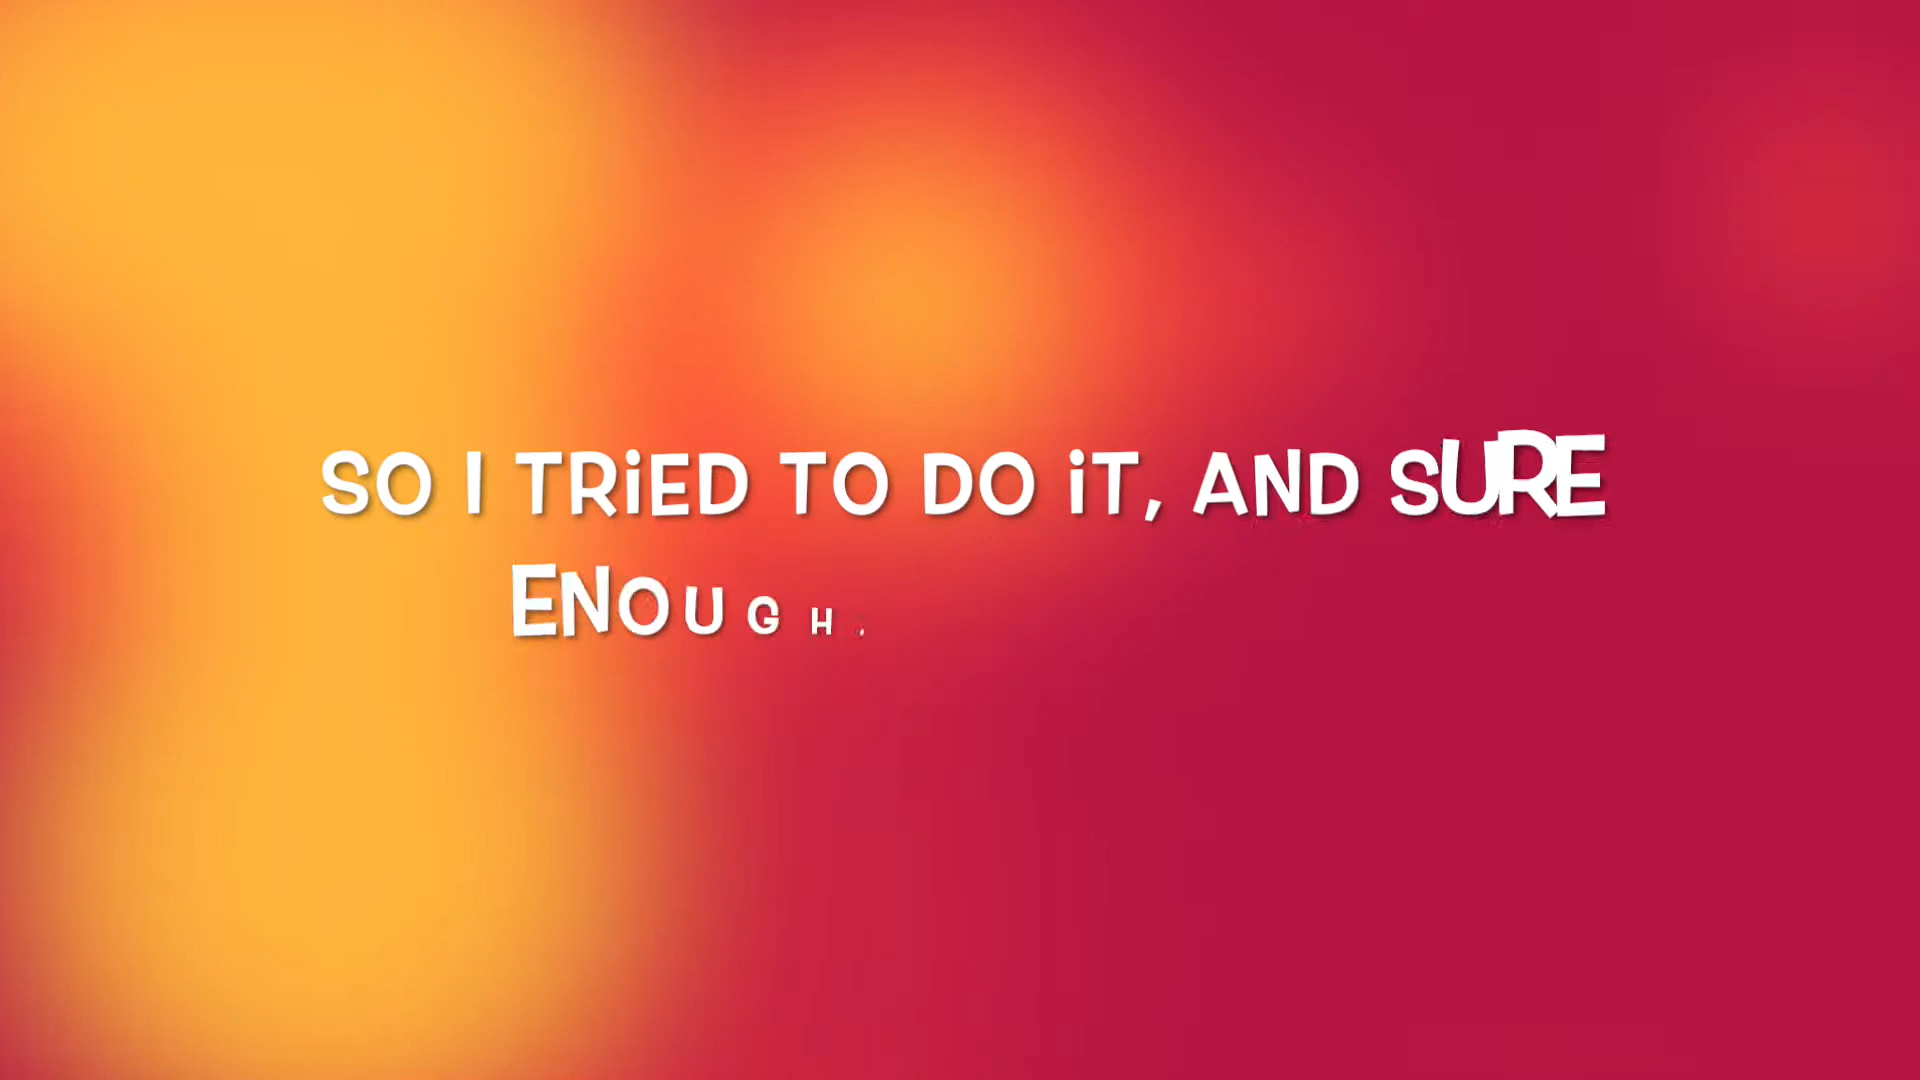 SO I TRiED TO DO iT, AND SURE
ENOUGH,